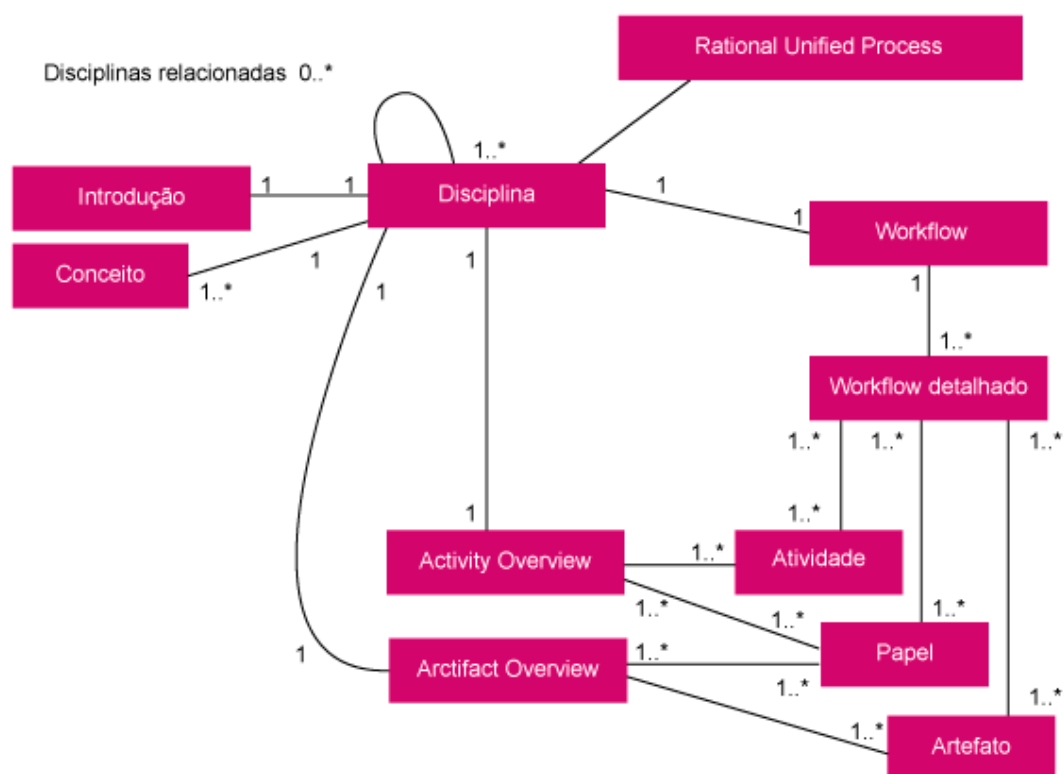 Rational Unified Process
Disciplinas relacionadas 0..*
1..*
Introdução
1
1
Disciplina
1
1
Workflow
Conceito
1..*
1
1
1
1
1..*
Workflow detalhado
1..*
1..*
1..*
1
1..*
Activity Overview
1..*
Atividade
1..*
1..*
1..*
1
Arctifact Overview
1..*
1..*
Papel
1..*
1..*
Artefato